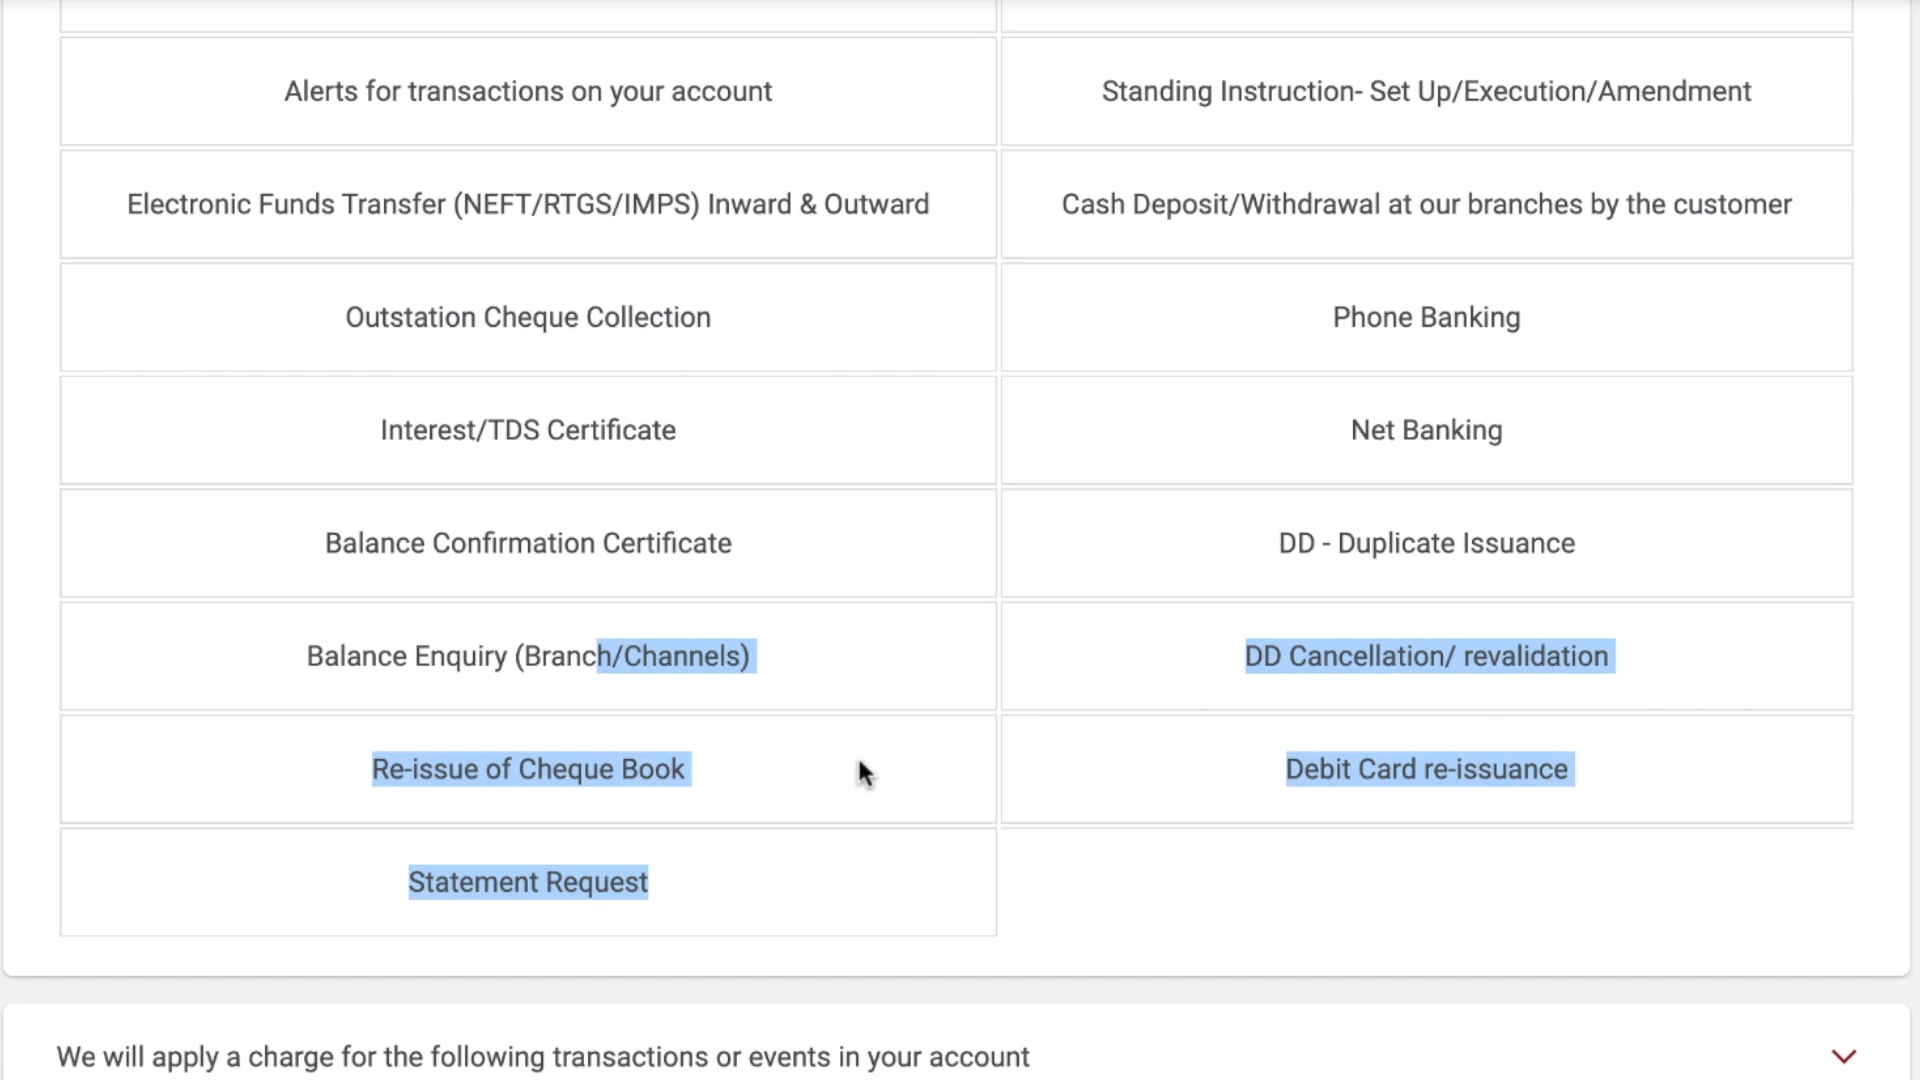 Alerts for transactions on your account
Standing Instruction- Set Up/Execution/Amendment
Electronic Funds Transfer (NEFT/RTGS/IMPS) Inward & Outward
Cash Deposit/Withdrawal at our branches by the customer
Outstation Cheque Collection
Phone Banking
Interest/TDS Certificate
Net Banking
Balance Confirmation Certificate
DD - Duplicate Issuance
Balance Enquiry (Branch/Channels)
DD Cancellation/ revalidation
Re-issue of Cheque Book
Debit Card re-issuance
Statement Request
We will apply a charge for the following transactions or events in your account